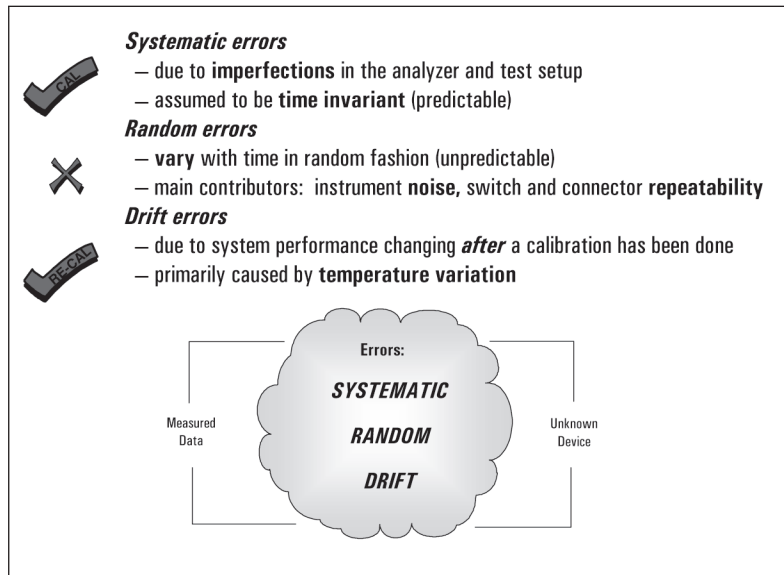 Systematic errors
CAL
– due to imperfections in the analyzer and test setup
– assumed to be time invariant (predictable)
Random errors
– vary with time in random fashion (unpredictable)
– main contributors: instrument noise, switch and connector repeatability
Drift errors
RE-CAL
– due to system performance changing after a calibration has been done
– primarily caused by temperature variation
Errors:
SYSTEMATIC
RANDOM
DRIFT
Measured
Data
Unknown
Device